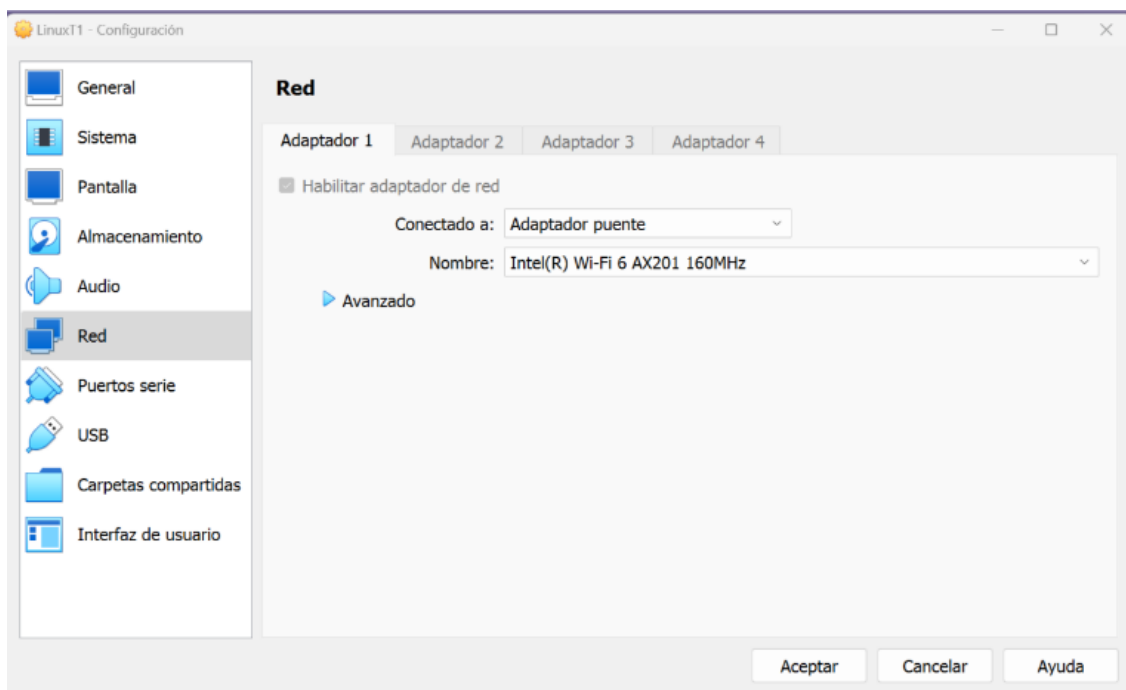 LinuxT1 - Configuración
General
Sistema
Pantalla
Almacenamiento
Audio
Red
Puertos serie
USB
Carpetas compartidas
Interfaz de usuario
Red
Adaptador 1 Adaptador 2 Adaptador 3 Adaptador 4
Habilitar adaptador de red
Conectado a: Adaptador puente
Nombre: Intel(R) Wi-Fi 6 AX201 160MHz
Avanzado
Aceptar Cancelar Ayuda